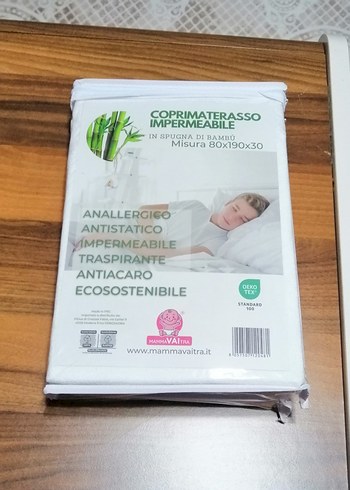 COPRIMATERASSO
IMPERMEABILE
IN SPUGNA DI BAMBÙ
Misura 80x190x30
ANALLERGICO
ANTISTATICO
IMPERMEABILE
TRASPIRANTE
ANTIACARO
ECOSOSTENIBILE
OEKO
TEX
STANDARD
100
MAMMAVAITRA
www.mammavaitra.it